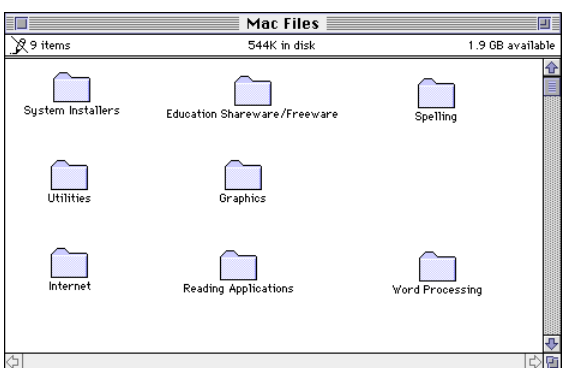 Mac Files
9 items 544K in disk 1.9 GB available
System Installers Education Shareware/Freeware Spelling
Utilities Graphics
Internet Reading Applications Word Processing